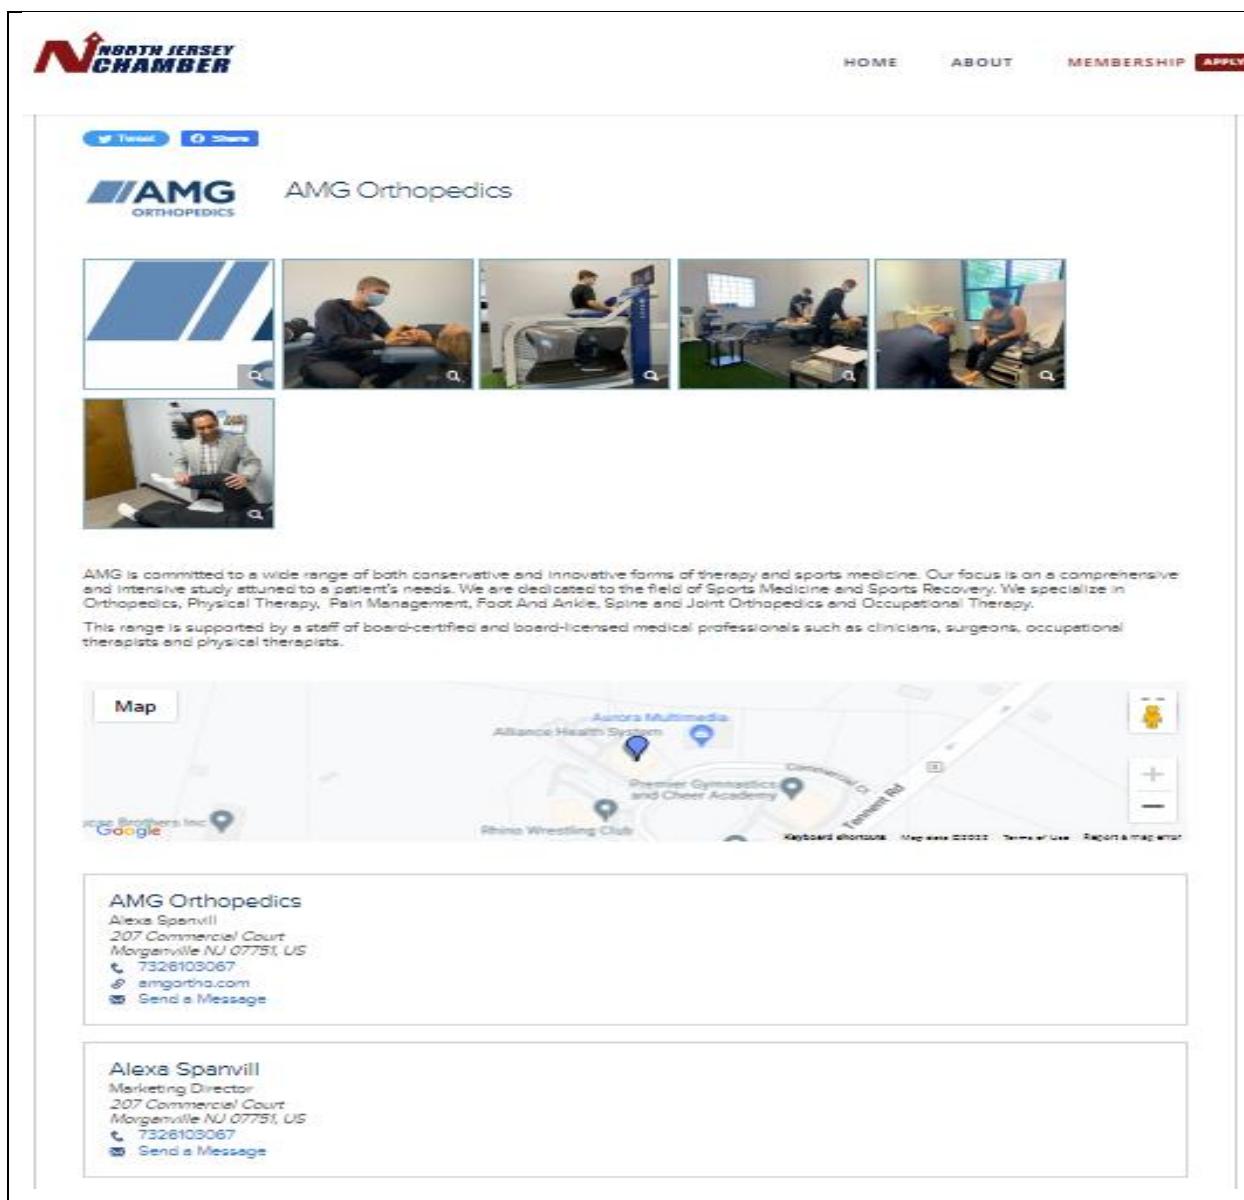 NORTH JERSEY
CHAMBER
HOME
ABOUT
MEMBERSHIP
APPLY
Tweet
Share
AMG
ORTHOPEDICS
AMG Orthopedics
AMG is committed to a wide range of both conservative and innovative forms of therapy and sports medicine. Our focus is on a comprehensive
and intensive study attuned to a patient's needs. We are dedicated to the field of Sports Medicine and Sports Recovery. We specialize in
Orthopedics, Physical Therapy, Pain Management, Foot And Ankle, Spine and Joint Orthopedics and Occupational Therapy.
This range is supported by a staff of board-certified and board-licensed medical professionals such as clinicians, surgeons, occupational
therapists and physical therapists.
Map
Aurora Multimedia
Alliance Health System
Premier Gymnastics
and Cheer Academy
Commercial Ct
Tennent Rd
Brothers Inc
Google
Rhino Wrestling Club
Keyboard shortcuts
Map data ©2022
Terms of Use
Report a map error
AMG Orthopedics
Alexa Spanvill
207 Commercial Court
Morganville NJ 07751, US
7326103067
amgortho.com
Send a Message
Alexa Spanvill
Marketing Director
207 Commercial Court
Morganville NJ 07751, US
7326103067
Send a Message